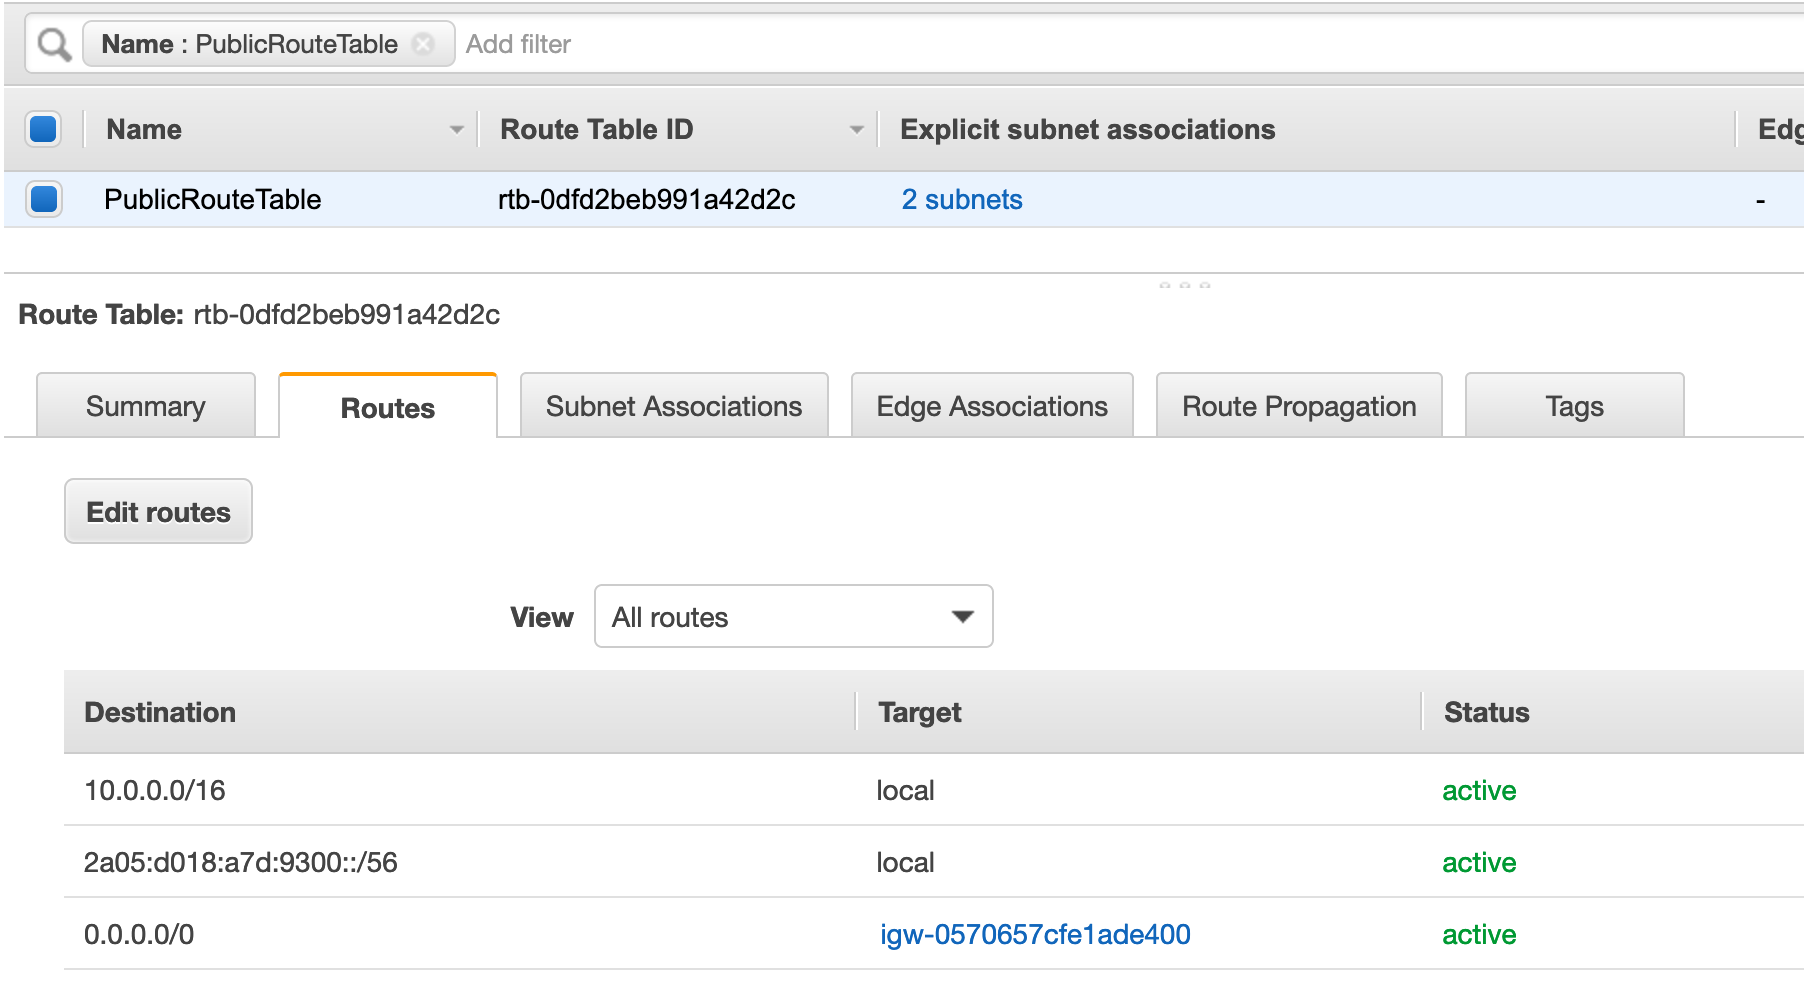 Name : PublicRouteTable Add filter
Name Route Table ID Explicit subnet associations
PublicRouteTable rtb-0dfd2beb991a42d2c 2 subnets -
Route Table: rtb-0dfd2beb991a42d2c
Summary Routes Subnet Associations Edge Associations Route Propagation Tags
Edit routes
View All routes
Destination Target Status
10.0.0.0/16 local active
2a05:d018:a7d:9300::/56 local active
0.0.0.0/0 igw-0570657cfe1ade400 active